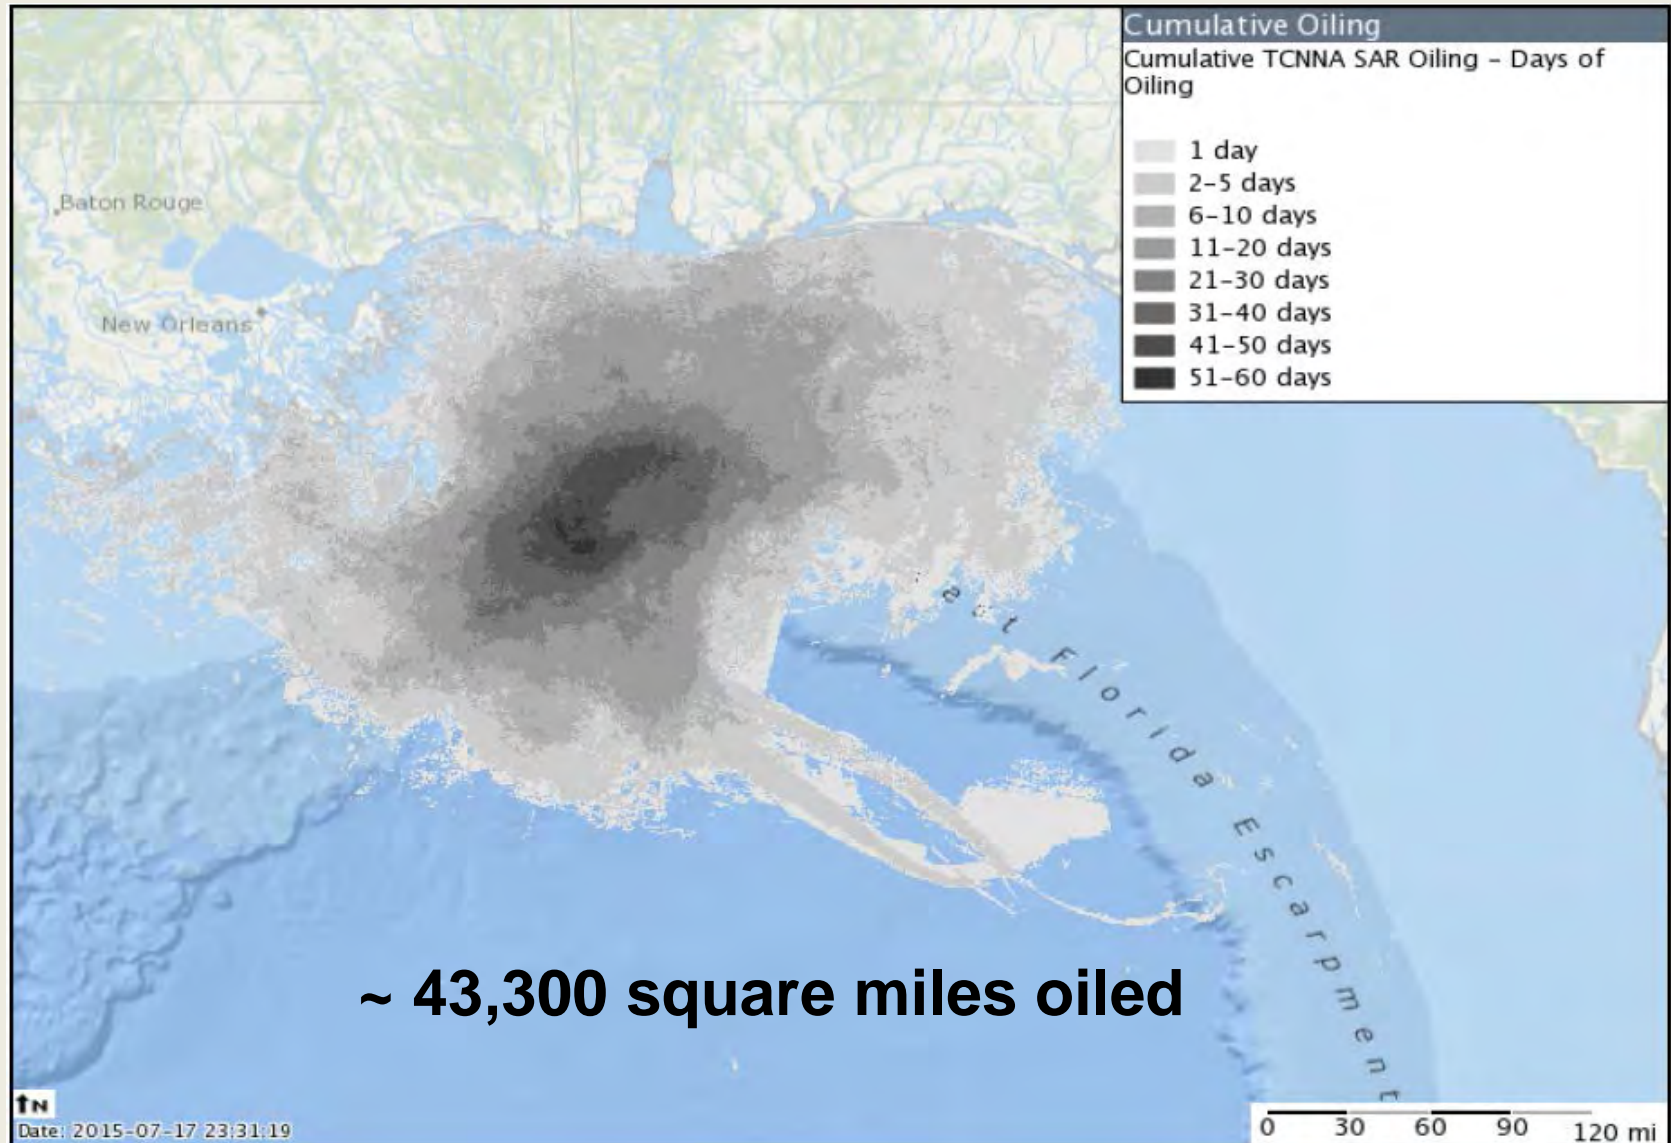 Cumulative Oiling
Cumulative TCNNA SAR Oiling – Days of
Oiling
1 day
2–5 days
6–10 days
11–20 days
21–30 days
31–40 days
41–50 days
51–60 days
Baton Rouge
New Orleans
Florida Escarpment
~ 43,300 square miles oiled
N
Date: 2015-07-17 23:31:19
0 30 60 90 120 mi